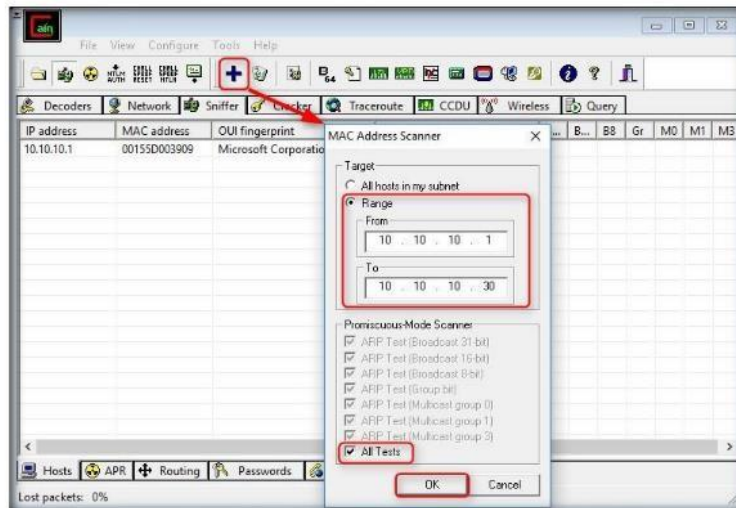 Cain
File View Configure Tools Help
NTLM AUTH
B64
Decoders Network Sniffer Cracker Traceroute CCDU Wireless Query
IP address MAC address OUI fingerprint ... B... B8 Gr M0 M1 M3
10.10.10.1 00155D003909 Microsoft Corporatio
MAC Address Scanner
Target
All hosts in my subnet
Range
From
10 . 10 . 10 . 1
To
10 . 10 . 10 . 30
Promiscuous-Mode Scanner
ARP Test (Broadcast 31-bit)
ARP Test (Broadcast 16-bit)
ARP Test (Broadcast 8-bit)
ARP Test (Group bit)
ARP Test (Multicast group 0)
ARP Test (Multicast group 1)
ARP Test (Multicast group 3)
All Tests
OK Cancel
Hosts APR Routing Passwords
Lost packets: 0%